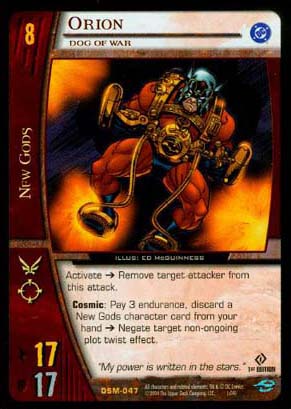 8
ORION
DOG OF WAR
DC
NEW GODS
ILLUS: ED McGUINNESS
Activate ➔ Remove target attacker from
this attack.
Cosmic: Pay 3 endurance, discard a
New Gods character card from your
hand ➔ Negate target non-ongoing
plot twist effect.
"My power is written in the stars."
17
17
DSM-047
1st EDITION